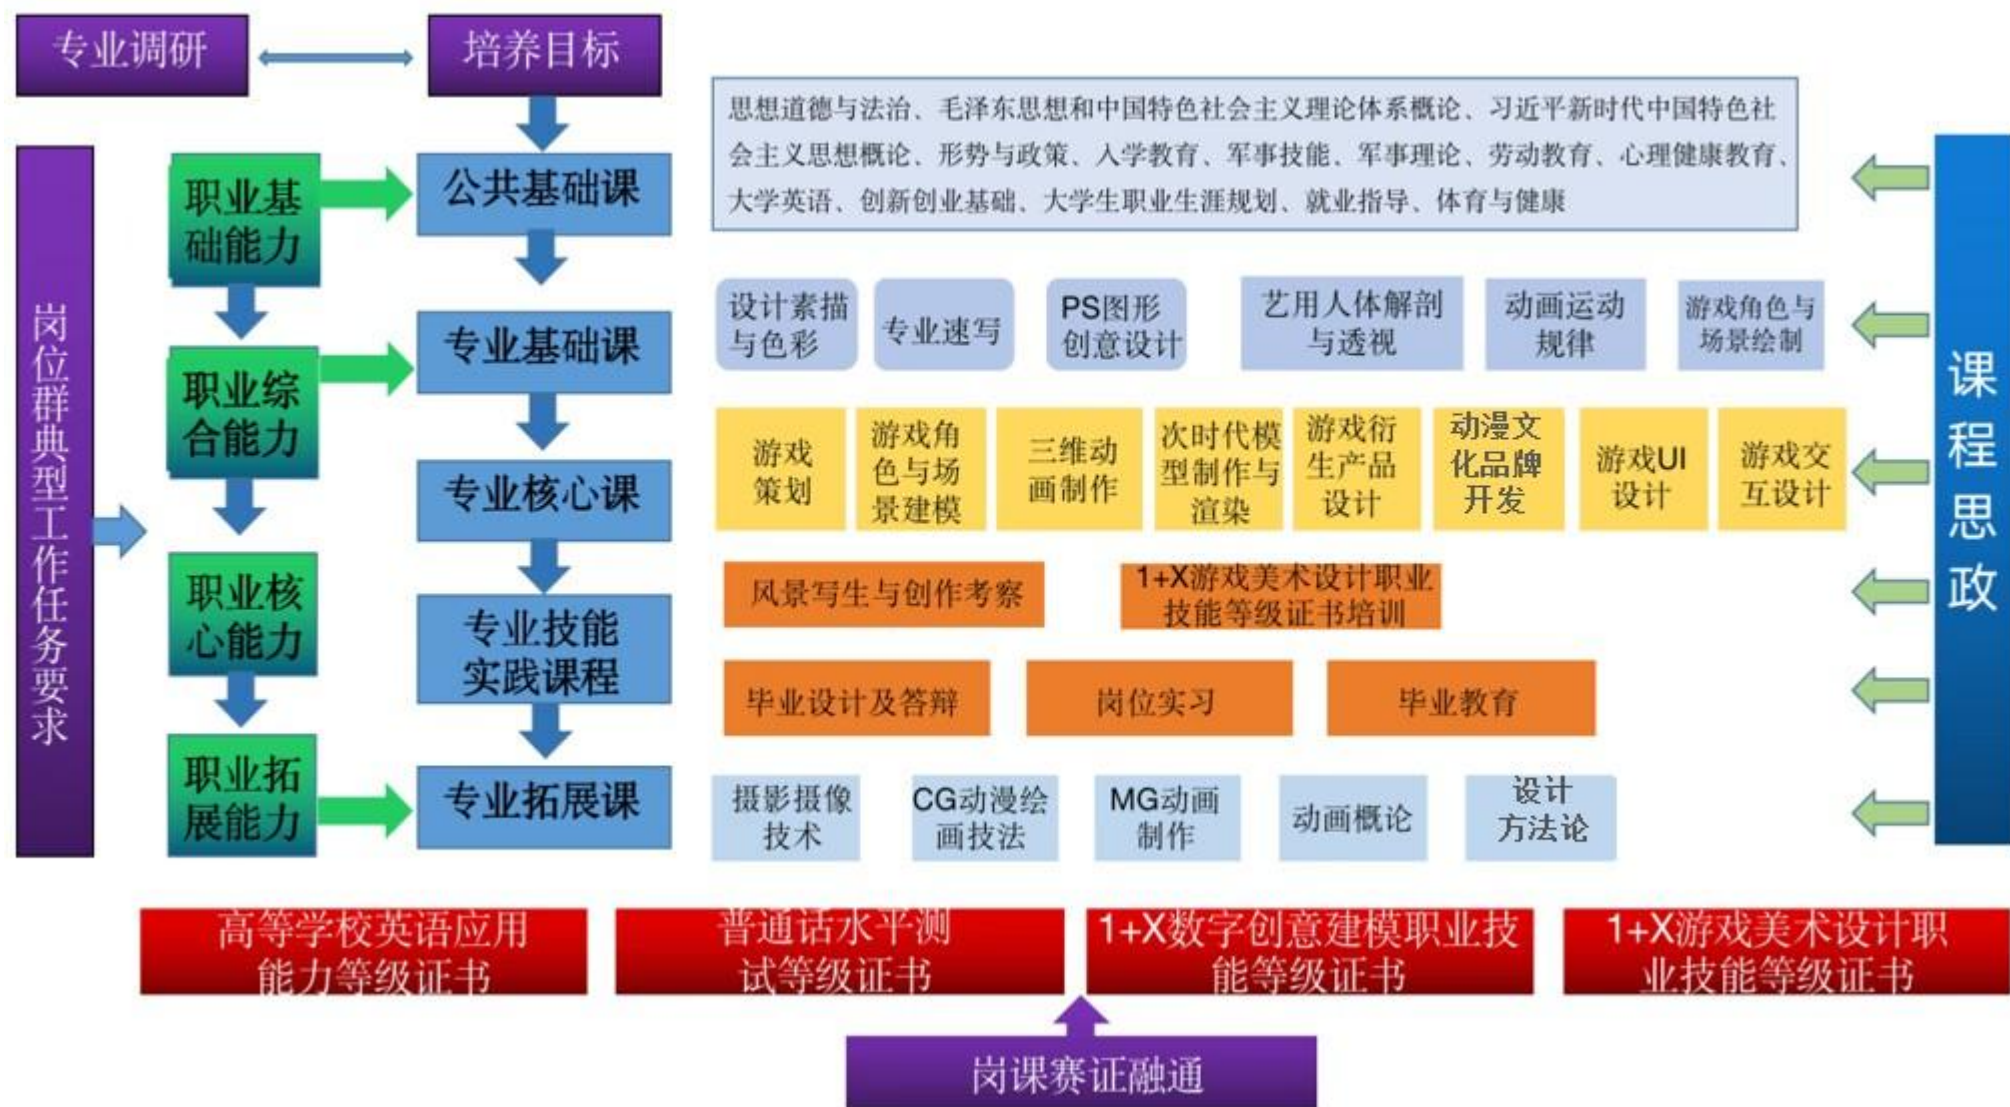 专业调研
培养目标
思想道德与法治、毛泽东思想和中国特色社会主义理论体系概论、习近平新时代中国特色社
会主义思想概论、形势与政策、入学教育、军事技能、军事理论、劳动教育、心理健康教育、
大学英语、创新创业基础、大学生职业生涯规划、就业指导、体育与健康
岗位群典型工作任务要求
职业基
础能力
公共基础课
职业综
合能力
专业基础课
设计素描
与色彩
专业速写
PS图形
创意设计
艺用人体解剖
与透视
动画运动
规律
游戏角色与
场景绘制
专业核心课
游戏
策划
游戏角
色与场
景建模
三维动
画制作
次时代模
型制作与
渲染
游戏衍
生产品
设计
动漫文
化品牌
开发
游戏UI
设计
游戏交
互设计
职业核
心能力
专业技能
实践课程
风景写生与创作考察
1+X游戏美术设计职业
技能等级证书培训
毕业设计及答辩
岗位实习
毕业教育
职业拓
展能力
专业拓展课
摄影摄像
技术
CG动漫绘
画技法
MG动画
制作
动画概论
设计
方法论
课程思政
高等学校英语应用
能力等级证书
普通话水平测
试等级证书
1+X数字创意建模职业技
能等级证书
1+X游戏美术设计职
业技能等级证书
岗课赛证融通